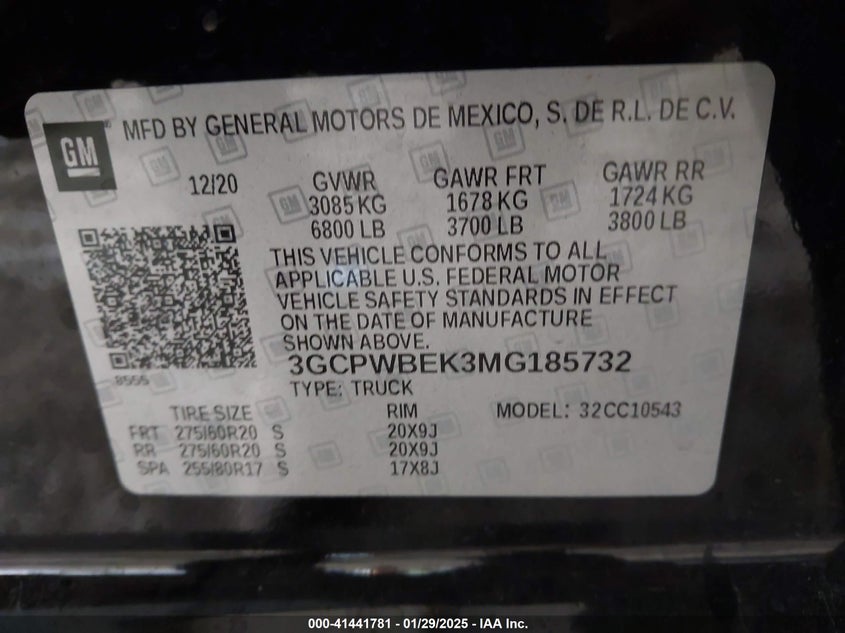 GM
MFD BY GENERAL MOTORS DE MEXICO, S. DE R.L. DE C.V.
12/20 GVWR GAWR FRT GAWR RR
3085 KG 1678 KG 1724 KG
6800 LB 3700 LB 3800 LB
THIS VEHICLE CONFORMS TO ALL
APPLICABLE U.S. FEDERAL MOTOR
VEHICLE SAFETY STANDARDS IN EFFECT
ON THE DATE OF MANUFACTURE
SHOWN ABOVE.
8555
3GCPWBEK3MG185732
TYPE: TRUCK
TIRE SIZE RIM MODEL: 32CC10543
FRT 275/60R20 S 20X9J
RR 275/60R20 S 20X9J
SPA 255/80R17 S 17X8J
000-41441781 - 01/29/2025 - IAA Inc.